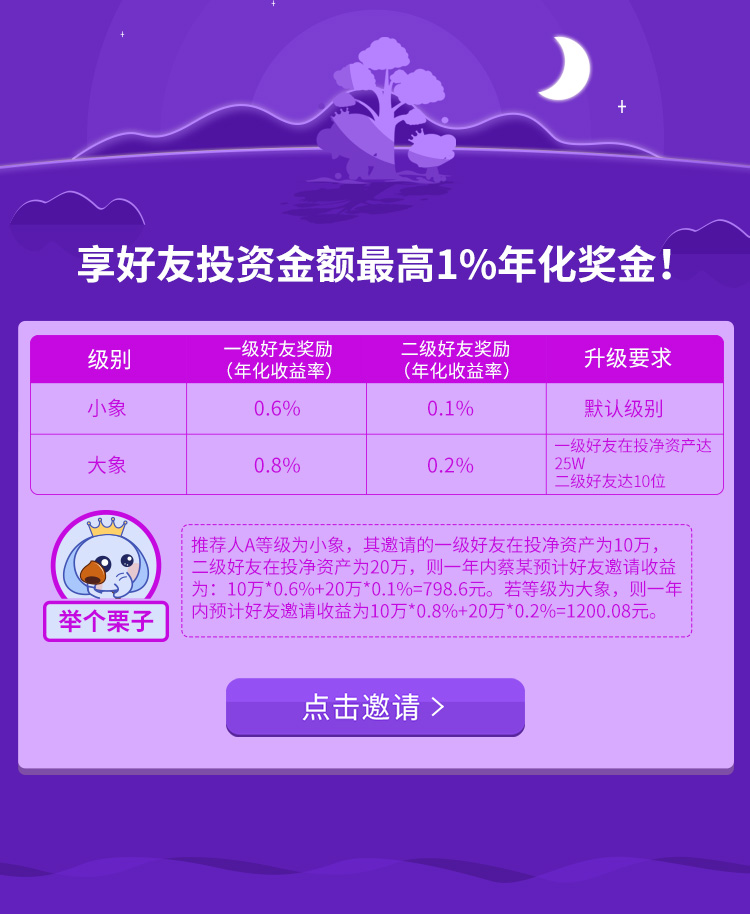 享好友投资金额最高1%年化奖金！
级别
一级好友奖励
（年化收益率）
二级好友奖励
（年化收益率）
升级要求
小象
0.6%
0.1%
默认级别
大象
0.8%
0.2%
一级好友在投净资产达
25W
二级好友达10位
推荐人A等级为小象，其邀请的一级好友在投净资产为10万，
二级好友在投净资产为20万，则一年内蔡某预计好友邀请收益
为：10万*0.6%+20万*0.1%=798.6元。若等级为大象，则一年
内预计好友邀请收益为10万*0.8%+20万*0.2%=1200.08元。
举个栗子
点击邀请 >